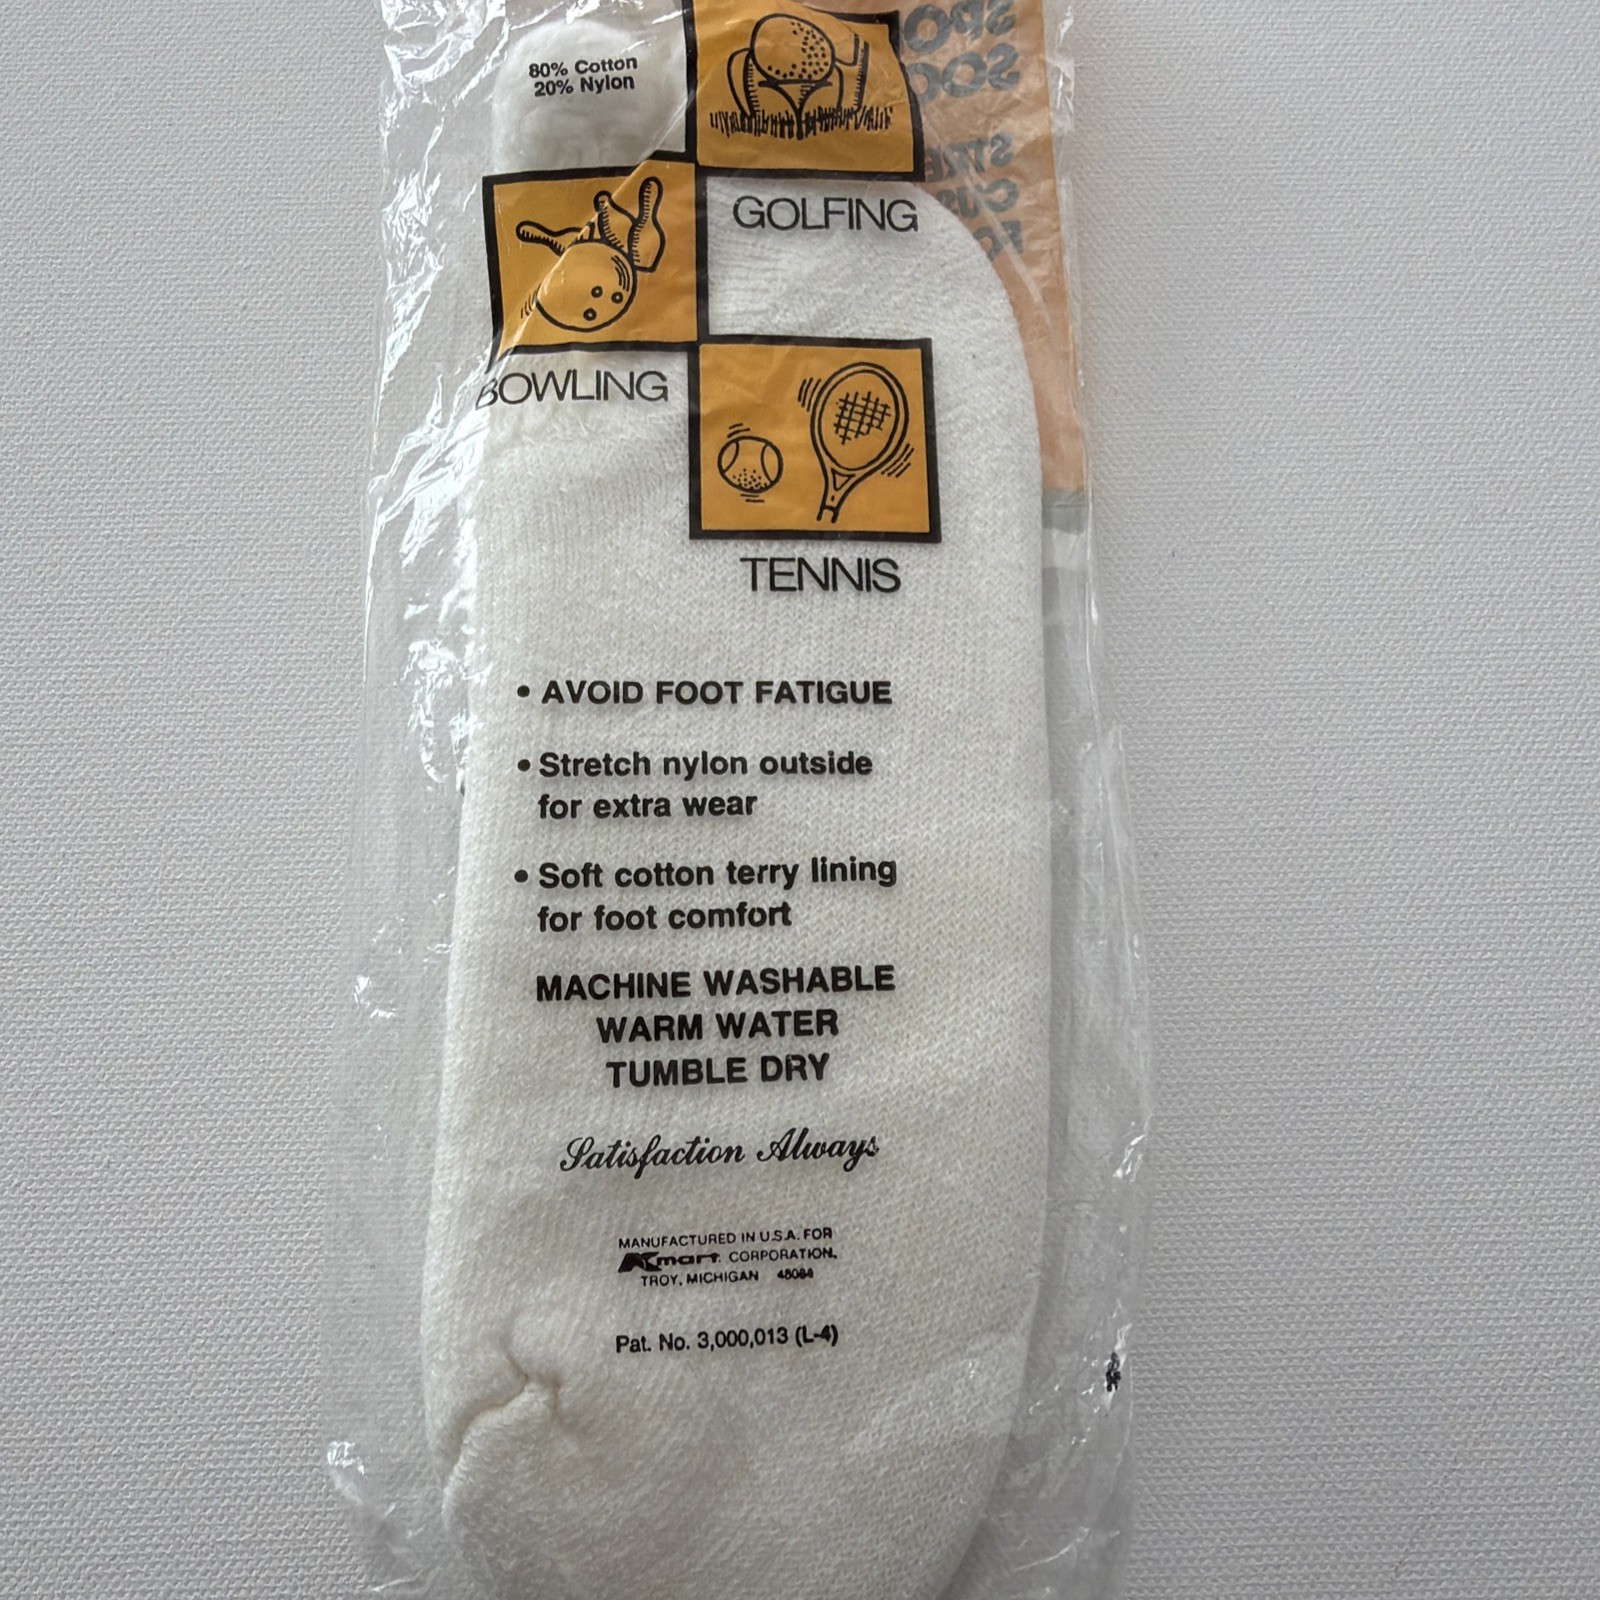 80% Cotton
20% Nylon
GOLFING
BOWLING
TENNIS
• AVOID FOOT FATIGUE
• Stretch nylon outside
for extra wear
• Soft cotton terry lining
for foot comfort
MACHINE WASHABLE
WARM WATER
TUMBLE DRY
Satisfaction Always
MANUFACTURED IN U.S.A. FOR
Kmart CORPORATION,
TROY, MICHIGAN 48084
Pat. No. 3,000,013 (L-4)